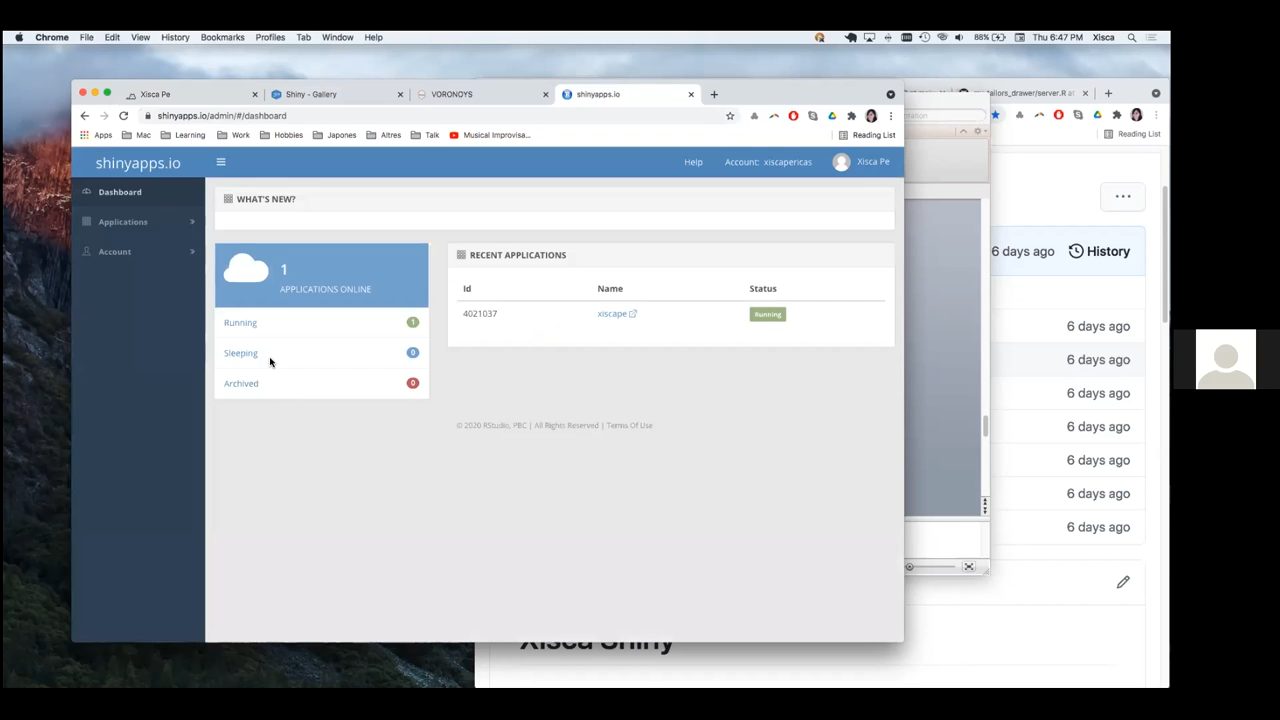 Chrome File Edit View History Bookmarks Profiles Tab Window Help 88% Thu 6:47 PM Xisca
Xisca Pe Shiny - Gallery VORONOYS shinyapps.io
tailors_drawer/server.R at
shinyapps.io/admin/#/dashboard
Apps Mac Learning Work Hobbies Japones Altres Talk Musical Improvisa... Reading List
Reading List
shinyapps.io Help Account: xiscapericas Xisca Pe
Dashboard
Applications
Account
WHAT'S NEW?
1
APPLICATIONS ONLINE
Running 1
Sleeping 0
Archived 0
RECENT APPLICATIONS
Id Name Status
4021037 xiscape Running
© 2020 RStudio, PBC | All Rights Reserved | Terms Of Use
6 days ago History
6 days ago
6 days ago
6 days ago
6 days ago
6 days ago
6 days ago
6 days ago
Xisca Shiny